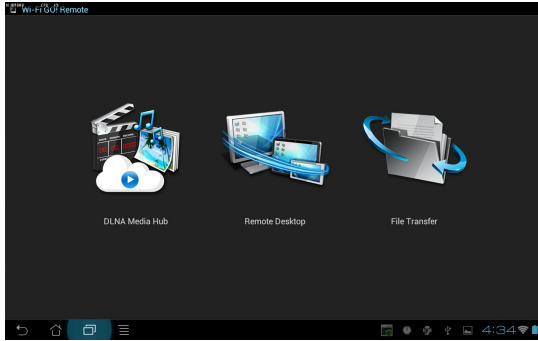 Wi-Fi GO! Remote
DLNA Media Hub
Remote Desktop
File Transfer
4:34